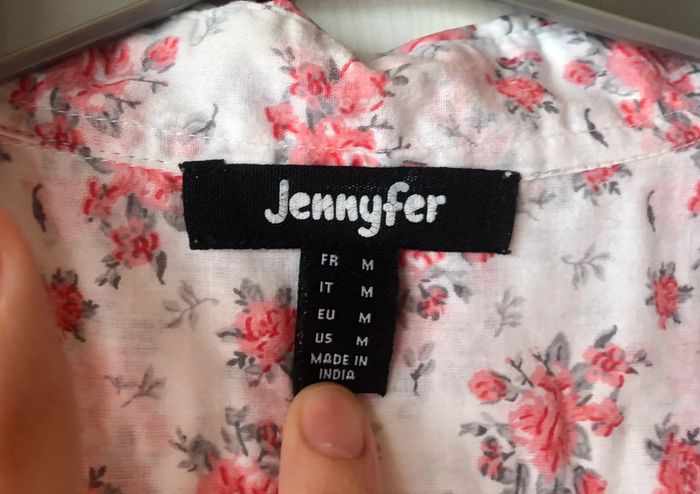 Jennyfer
FR M
IT M
EU M
US M
MADE IN
INDIA